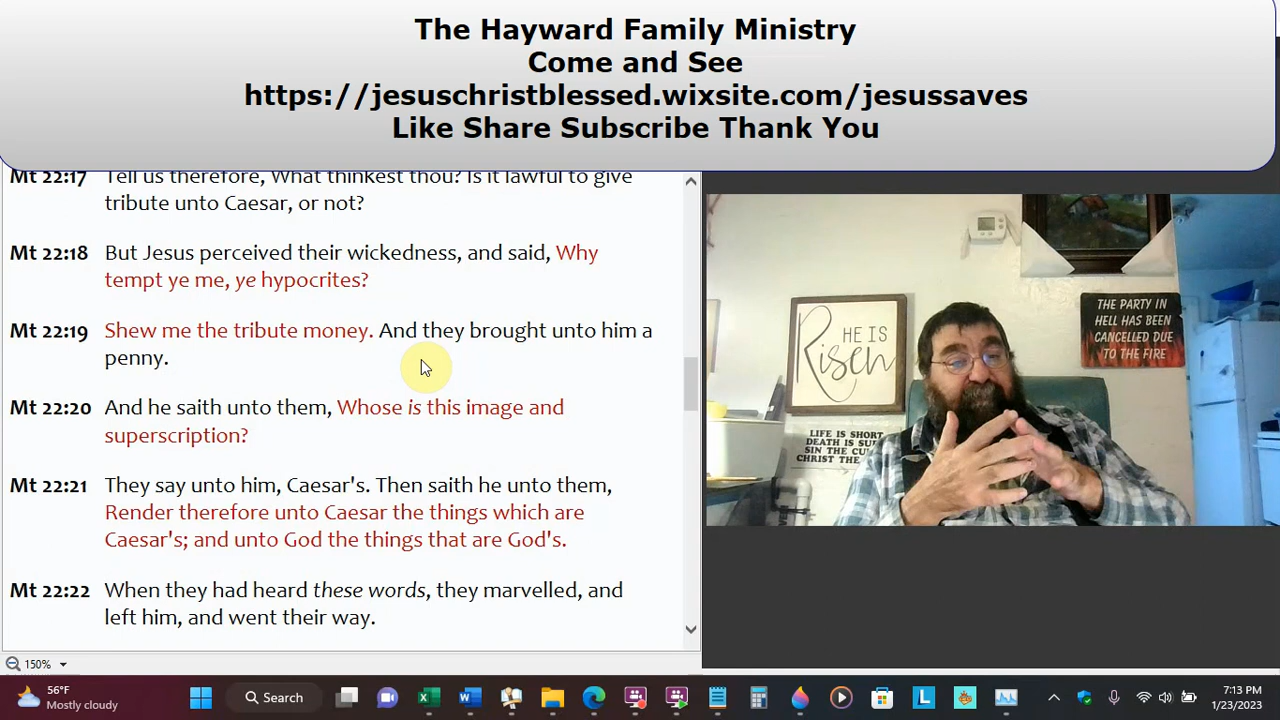 The Hayward Family Ministry
Come and See
https://jesuschristblessed.wixsite.com/jesussaves
Like Share Subscribe Thank You
Mt 22:17 Tell us therefore, What thinkest thou? Is it lawful to give
tribute unto Caesar, or not?
Mt 22:18 But Jesus perceived their wickedness, and said, Why
tempt ye me, ye hypocrites?
Mt 22:19 Shew me the tribute money. And they brought unto him a
penny.
Mt 22:20 And he saith unto them, Whose is this image and
superscription?
Mt 22:21 They say unto him, Caesar's. Then saith he unto them,
Render therefore unto Caesar the things which are
Caesar's; and unto God the things that are God's.
Mt 22:22 When they had heard these words, they marvelled, and
left him, and went their way.
150%
HE IS
Risen
LIFE IS SHORT
DEATH IS
SIN THE
CHRIST THE
THE PARTY IN
HELL HAS BEEN
CANCELLED DUE
TO THE FIRE
56°F
Mostly cloudy
Search
7:13 PM
1/23/2023